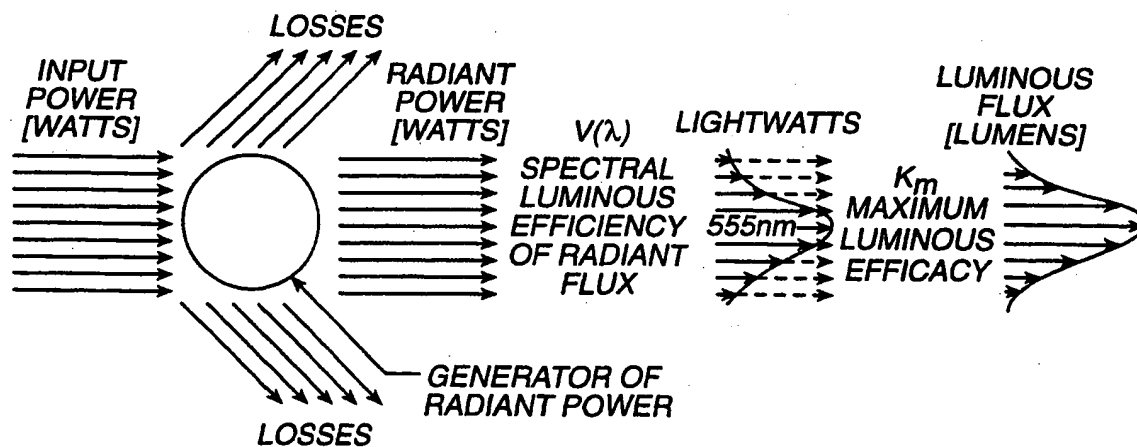 LOSSES
INPUT
POWER
[WATTS]
RADIANT
POWER
[WATTS]
V(λ)
SPECTRAL
LUMINOUS
EFFICIENCY
OF RADIANT
FLUX
LIGHTWATTS
555nm
Km
MAXIMUM
LUMINOUS
EFFICACY
LUMINOUS
FLUX
[LUMENS]
GENERATOR OF
RADIANT POWER
LOSSES